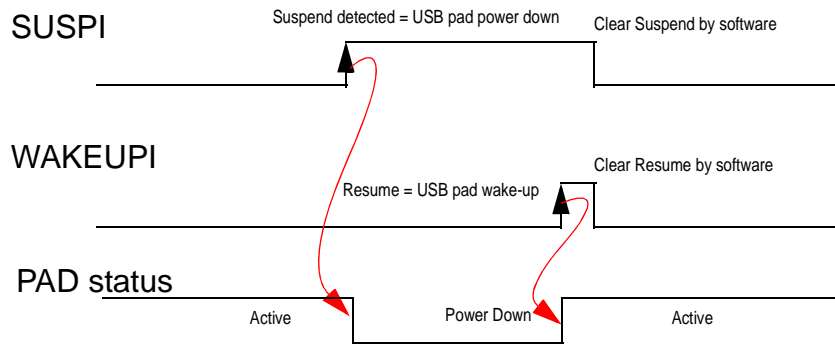 SUSPI
Suspend detected = USB pad power down
Clear Suspend by software
WAKEUPI
Resume = USB pad wake-up
Clear Resume by software
PAD status
Active
Power Down
Active